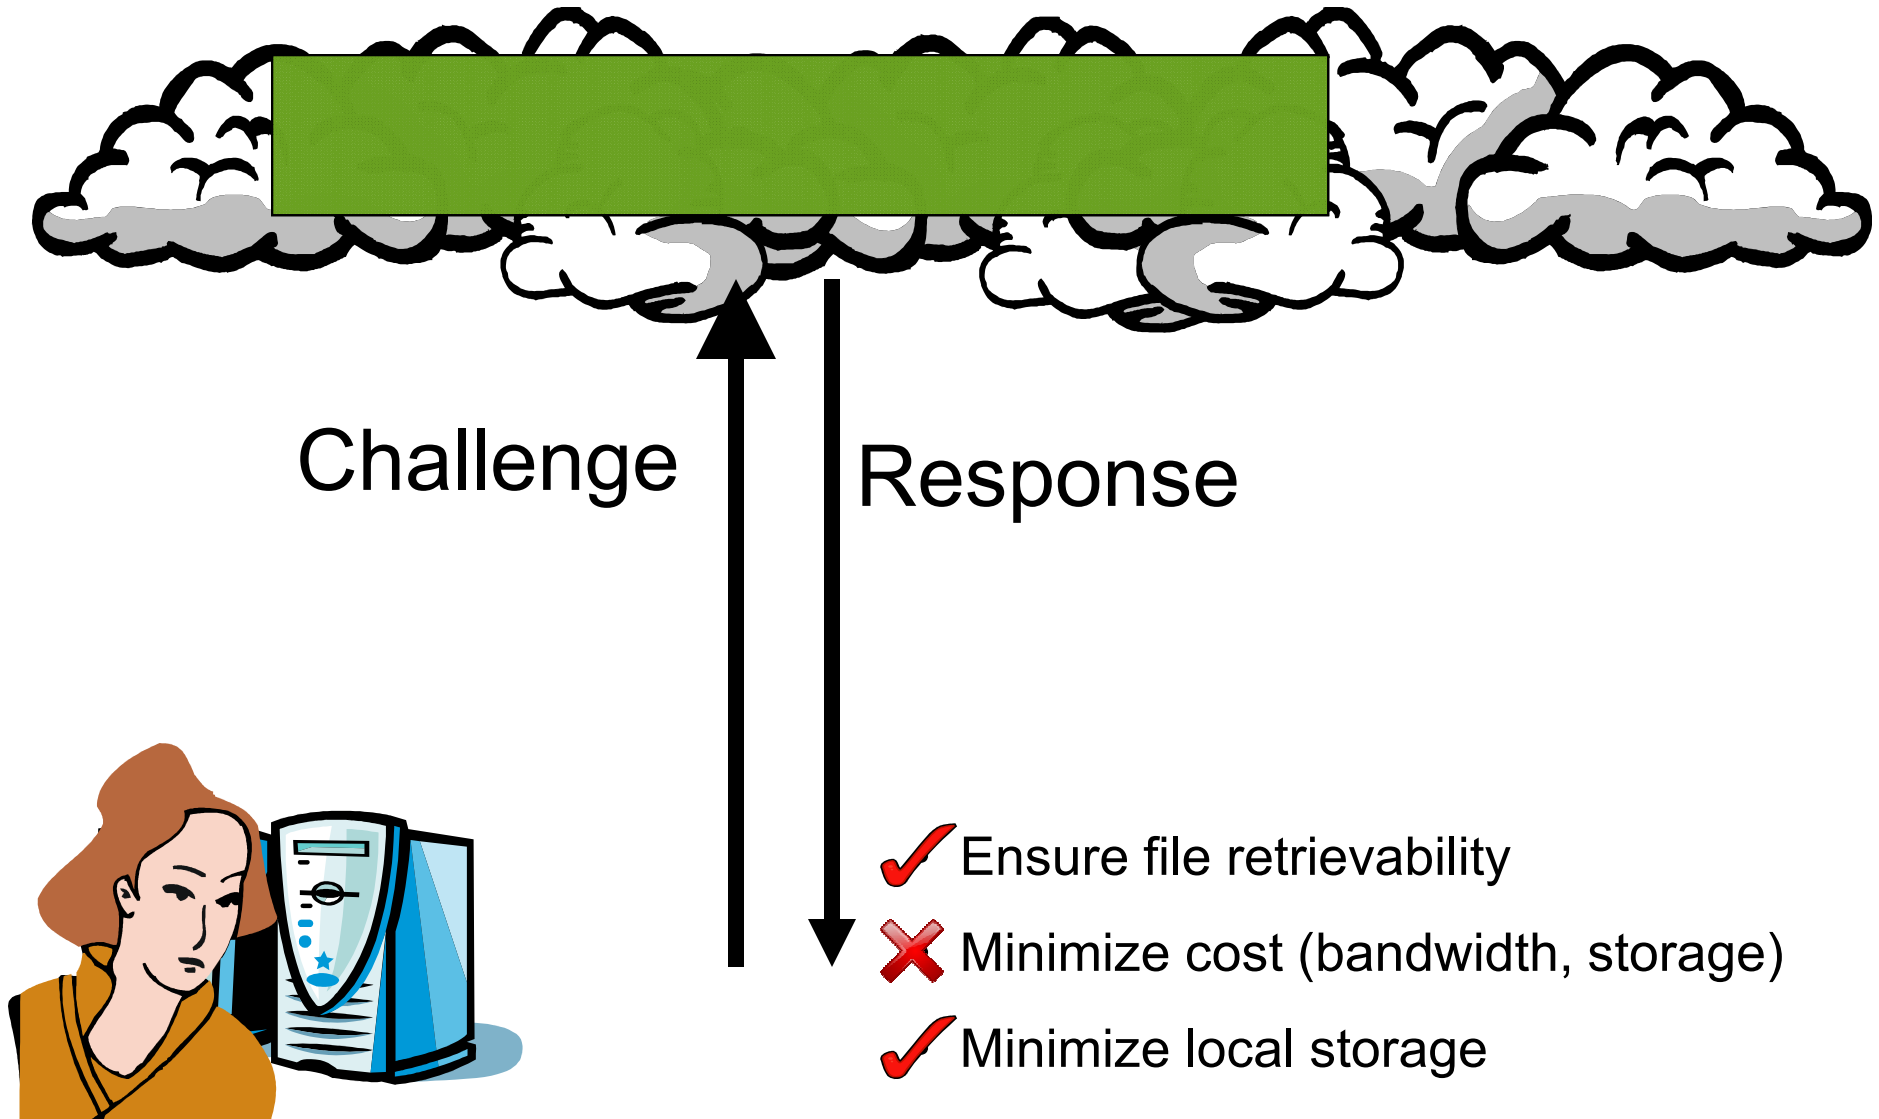 Challenge
Response
Ensure file retrievability
Minimize cost (bandwidth, storage)
Minimize local storage